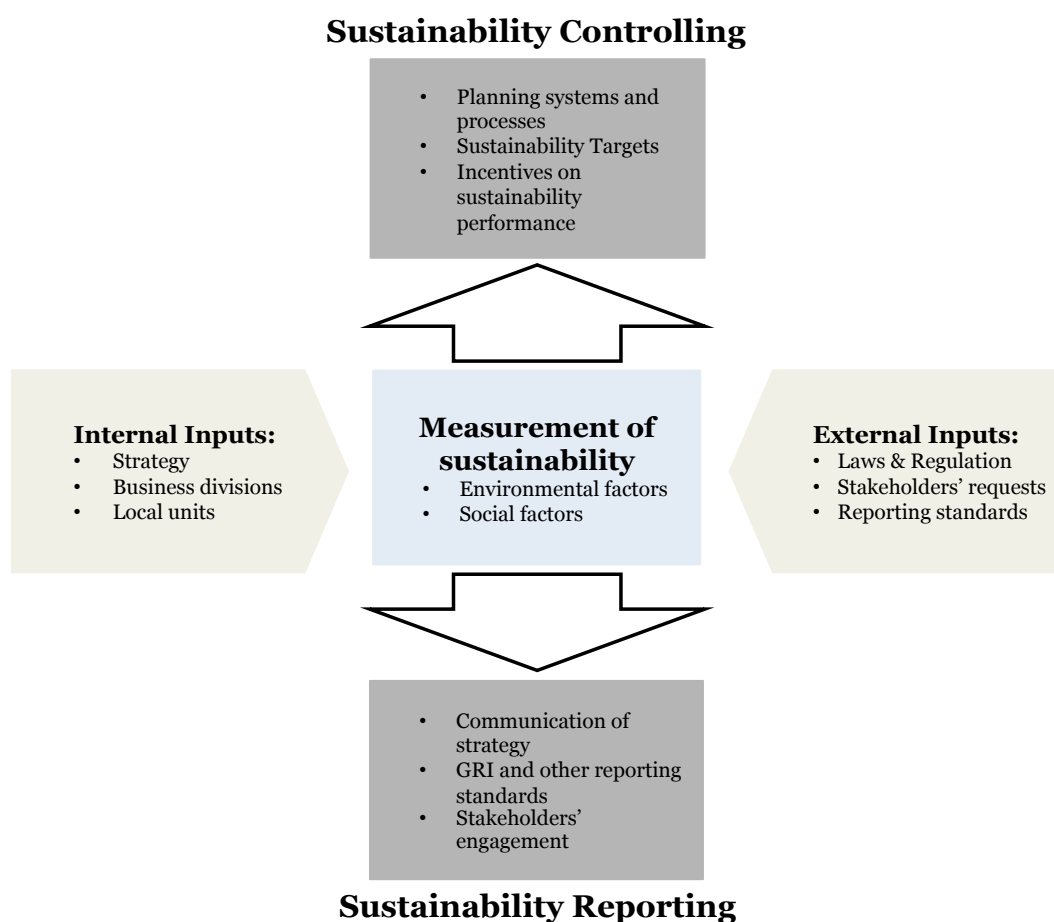 Sustainability Controlling
• Planning systems and
processes
• Sustainability Targets
• Incentives on
sustainability
performance
Internal Inputs:
• Strategy
• Business divisions
• Local units
Measurement of
sustainability
• Environmental factors
• Social factors
External Inputs:
• Laws & Regulation
• Stakeholders’ requests
• Reporting standards
• Communication of
strategy
• GRI and other reporting
standards
• Stakeholders’
engagement
Sustainability Reporting